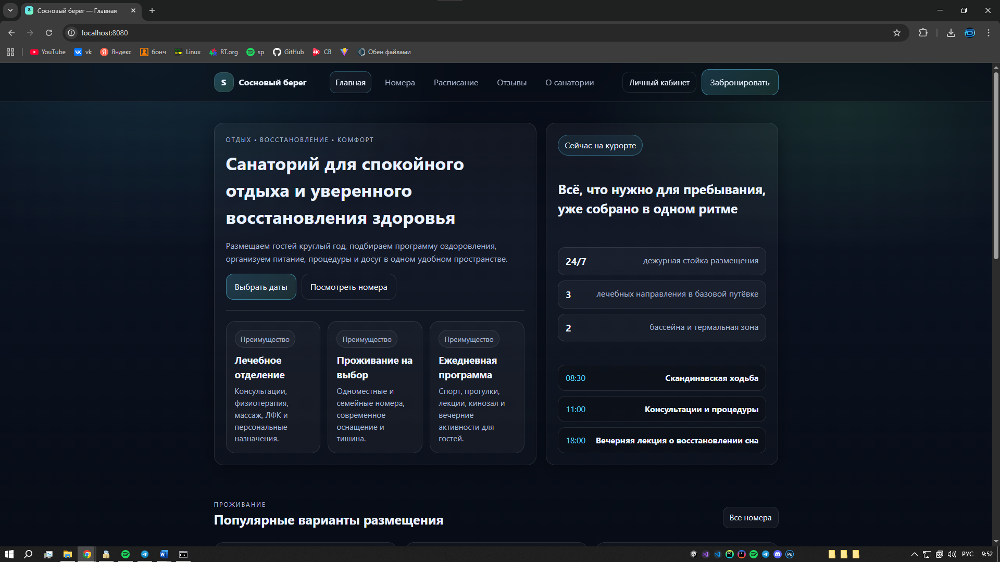 S
Сосновый берег — Главная
localhost:8080
YouTube
vk
Яндекс
бонч
Linux
RT.org
sp
GitHub
СВ
Обен файлами
S
Сосновый берег
Главная
Номера
Расписание
Отзывы
О санатории
Личный кабинет
Забронировать
ОТДЫХ • ВОССТАНОВЛЕНИЕ • КОМФОРТ
Санаторий для спокойного
отдыха и уверенного
восстановления здоровья
Размещаем гостей круглый год, подбираем программу оздоровления,
организуем питание, процедуры и досуг в одном удобном пространстве.
Выбрать даты
Посмотреть номера
Преимущество
Лечебное
отделение
Консультации,
физиотерапия,
массаж, ЛФК и
персональные
назначения.
Преимущество
Проживание на
выбор
Одноместные и
семейные номера,
современное
оснащение и
тишина.
Преимущество
Ежедневная
программа
Спорт, прогулки,
лекции, кинозал и
вечерние
активности для
гостей.
Сейчас на курорте
Всё, что нужно для пребывания,
уже собрано в одном ритме
24/7
дежурная стойка размещения
3
лечебных направления в базовой путёвке
2
бассейна и термальная зона
08:30
Скандинавская ходьба
11:00
Консультации и процедуры
18:00
Вечерняя лекция о восстановлении сна
ПРОЖИВАНИЕ
Популярные варианты размещения
Все номера
РУС
9:52